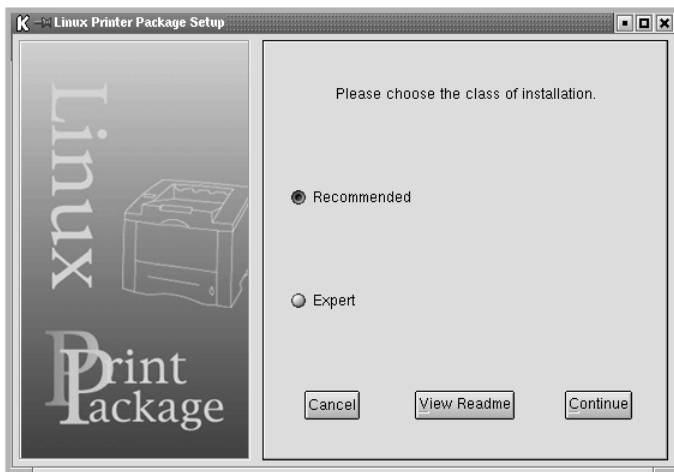 Linux Printer Package Setup
Linux
Print
Package
Please choose the class of installation.
Recommended
Expert
Cancel
View Readme
Continue